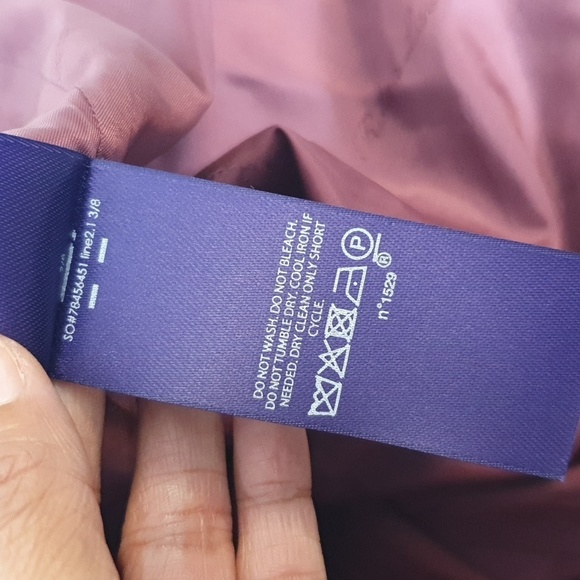 DO NOT WASH. DO NOT BLEACH.
DO NOT TUMBLE DRY. COOL IRON IF
NEEDED. DRY CLEAN ONLY SHORT
CYCLE.
P
n°1529 ®
SO#78456451 line2.1 3/8